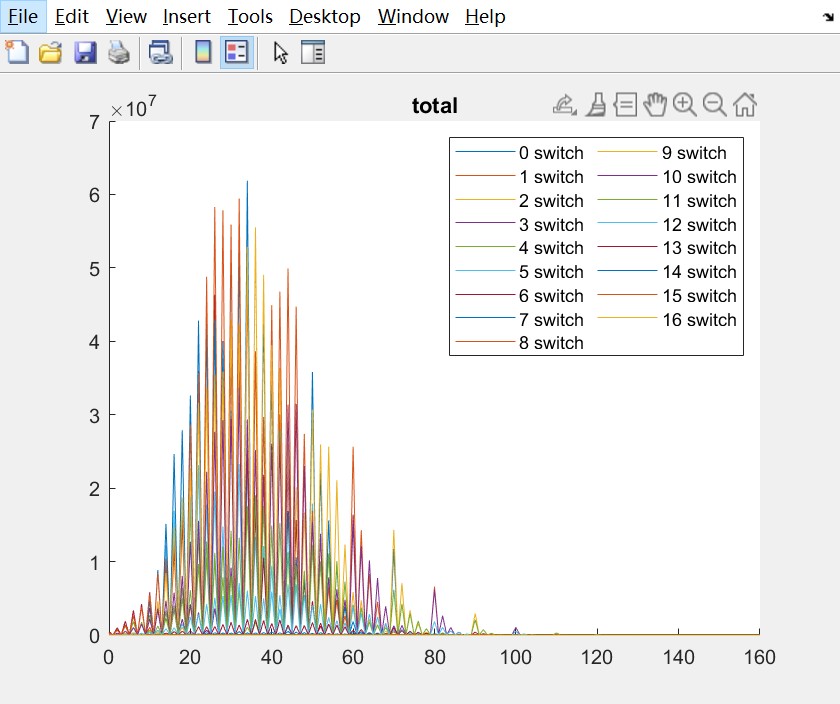 File Edit View Insert Tools Desktop Window Help
total
×10⁷
7
6
5
4
3
2
1
0
0 20 40 60 80 100 120 140 160
0 switch
1 switch
2 switch
3 switch
4 switch
5 switch
6 switch
7 switch
8 switch
9 switch
10 switch
11 switch
12 switch
13 switch
14 switch
15 switch
16 switch